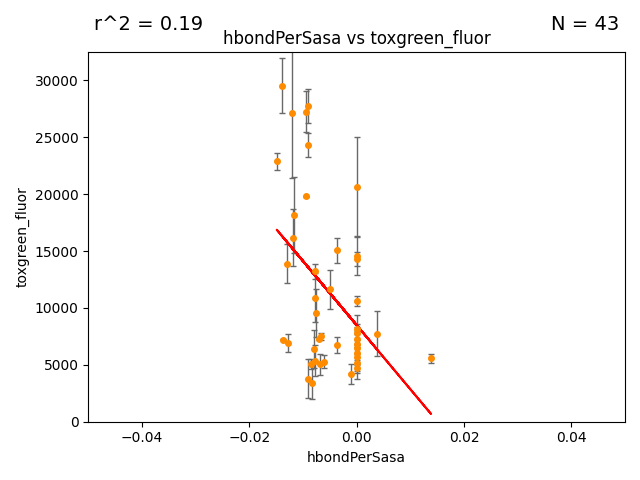 r^2 = 0.19
N = 43
hbondPerSasa vs toxgreen_fluor
toxgreen_fluor
30000
25000
20000
15000
10000
5000
0
−0.04
−0.02
0.00
0.02
0.04
hbondPerSasa